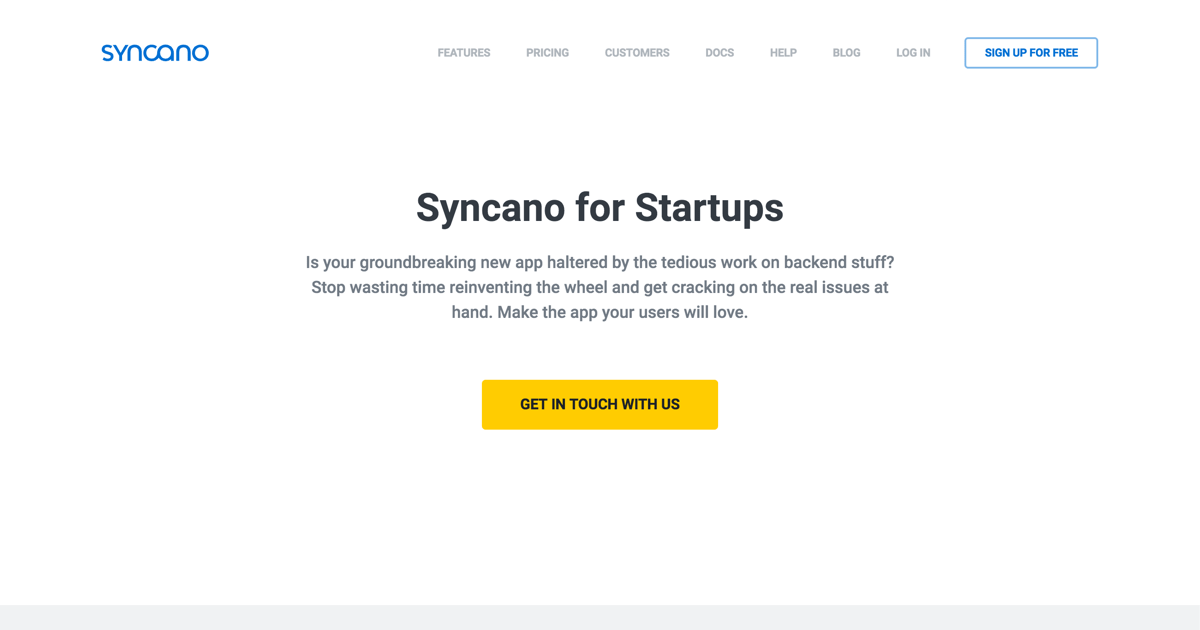 SYNCANO
FEATURES
PRICING
CUSTOMERS
DOCS
HELP
BLOG
LOG IN
SIGN UP FOR FREE
Syncano for Startups
Is your groundbreaking new app haltered by the tedious work on backend stuff?
Stop wasting time reinventing the wheel and get cracking on the real issues at
hand. Make the app your users will love.
GET IN TOUCH WITH US